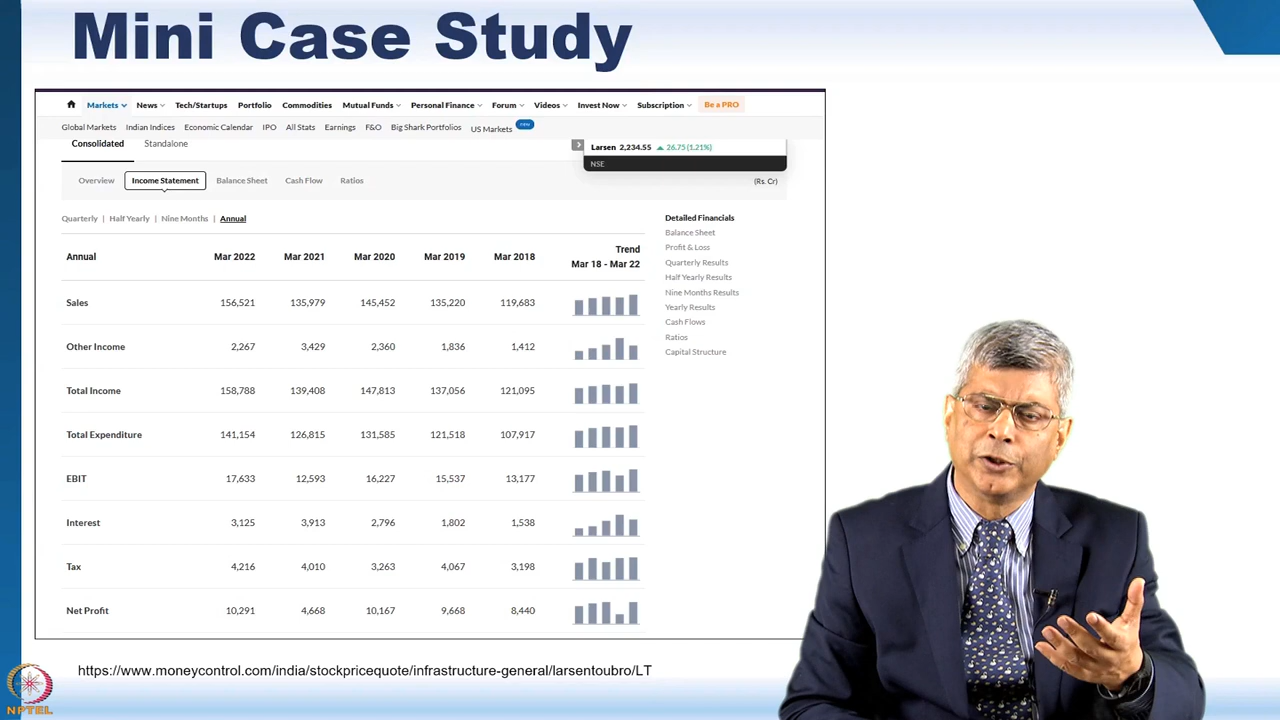 Mini Case Study
Markets News Tech/Startups Portfolio Commodities Mutual Funds Personal Finance Forum Videos Invest Now Subscription Be a PRO
Global Markets Indian Indices Economic Calendar IPO All Stats Earnings F&O Big Shark Portfolios US Markets new
Consolidated Standalone
Larsen 2,234.55 ▲ 26.75 (1.21%)
NSE
Overview Income Statement Balance Sheet Cash Flow Ratios (Rs. Cr)
Quarterly | Half Yearly | Nine Months | Annual
Annual Mar 2022 Mar 2021 Mar 2020 Mar 2019 Mar 2018 Trend
Mar 18 - Mar 22
Sales 156,521 135,979 145,452 135,220 119,683
Other Income 2,267 3,429 2,360 1,836 1,412
Total Income 158,788 139,408 147,813 137,056 121,095
Total Expenditure 141,154 126,815 131,585 121,518 107,917
EBIT 17,633 12,593 16,227 15,537 13,177
Interest 3,125 3,913 2,796 1,802 1,538
Tax 4,216 4,010 3,263 4,067 3,198
Net Profit 10,291 4,668 10,167 9,668 8,440
Detailed Financials
Balance Sheet
Profit & Loss
Quarterly Results
Half Yearly Results
Nine Months Results
Yearly Results
Cash Flows
Ratios
Capital Structure
https://www.moneycontrol.com/india/stockpricequote/infrastructure-general/larsentoubro/LT
NPTEL